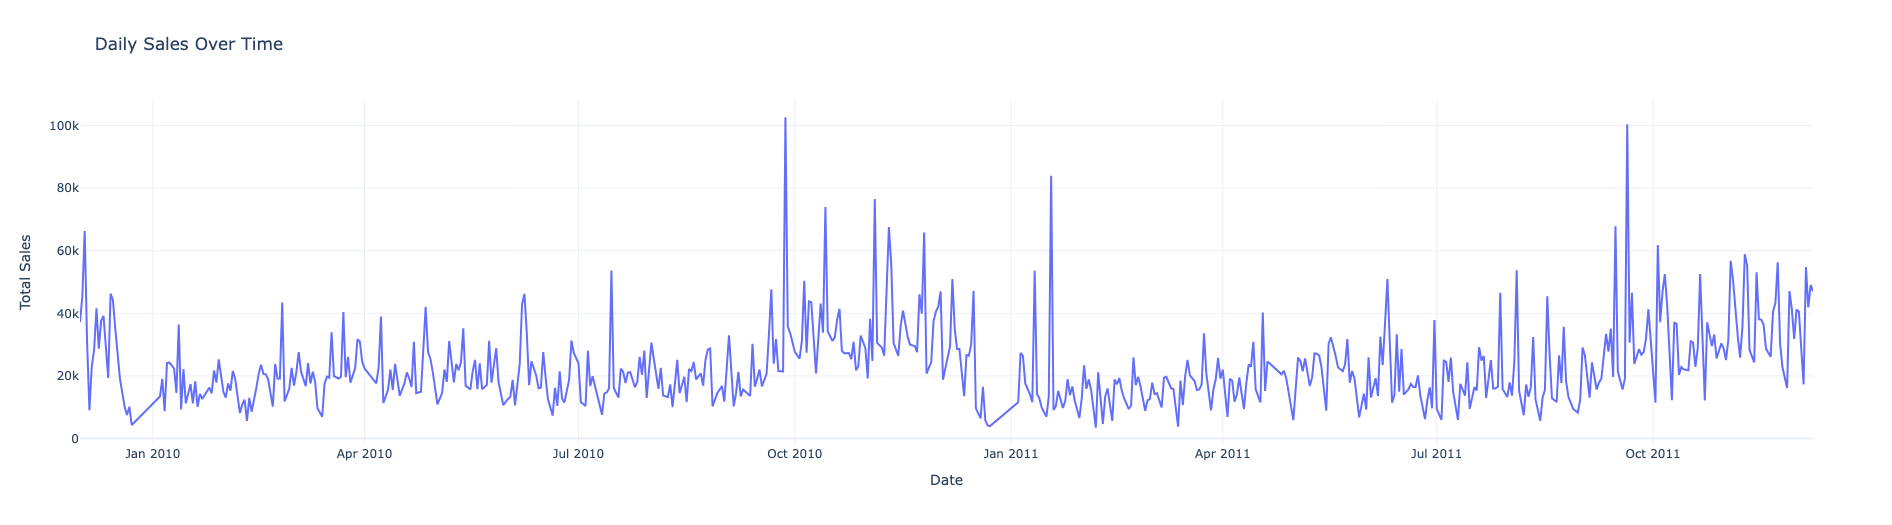 Daily Sales Over Time
100k
80k
60k
40k
20k
0
Total Sales
Jan 2010
Apr 2010
Jul 2010
Oct 2010
Jan 2011
Apr 2011
Jul 2011
Oct 2011
Date